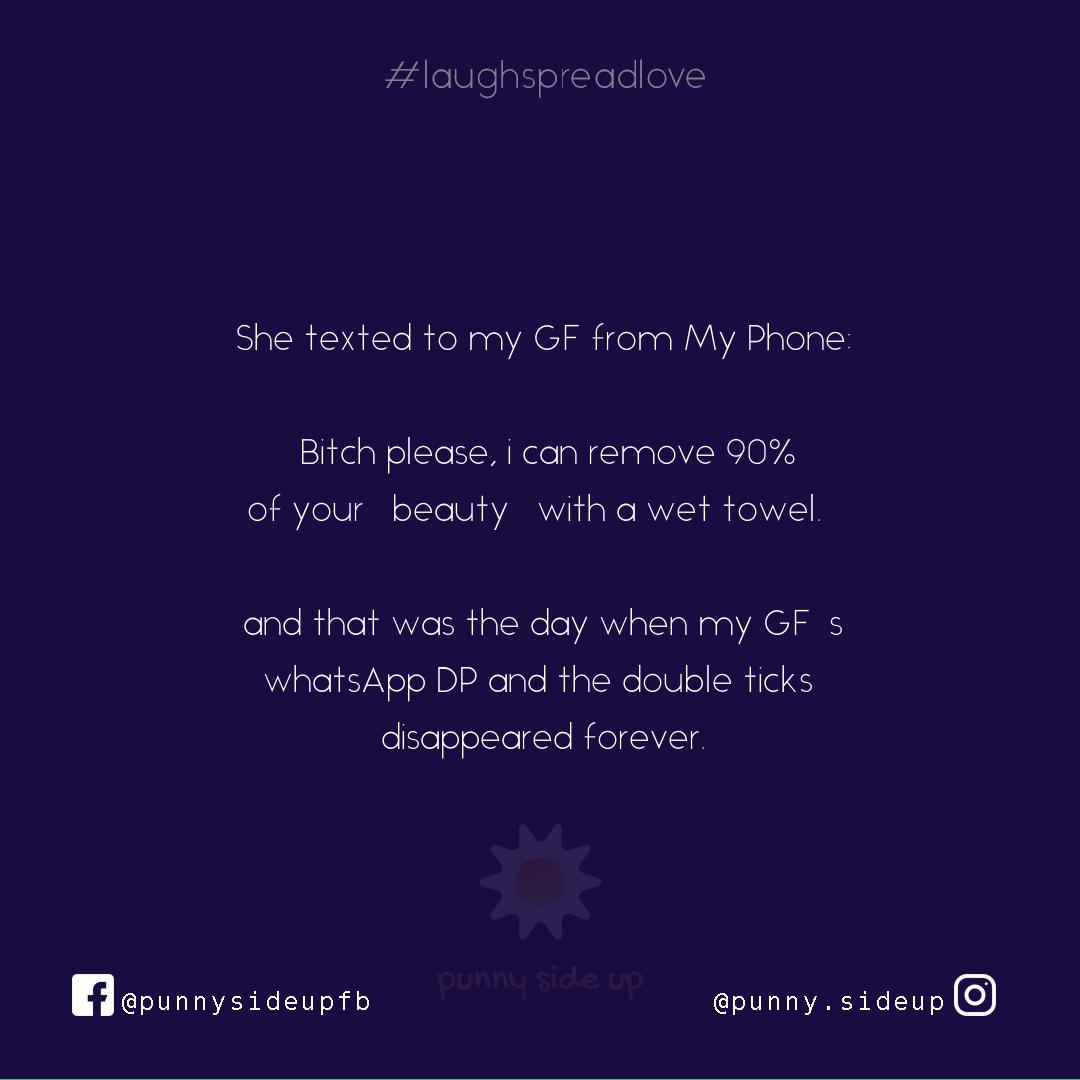 #laughspreadlove
She texted to my GF from My Phone:
Bitch please, i can remove 90%
of your beauty with a wet towel.
and that was the day when my GF s
whatsApp DP and the double ticks
disappeared forever.
punny side up
@punnysideupfb
@punny.sideup